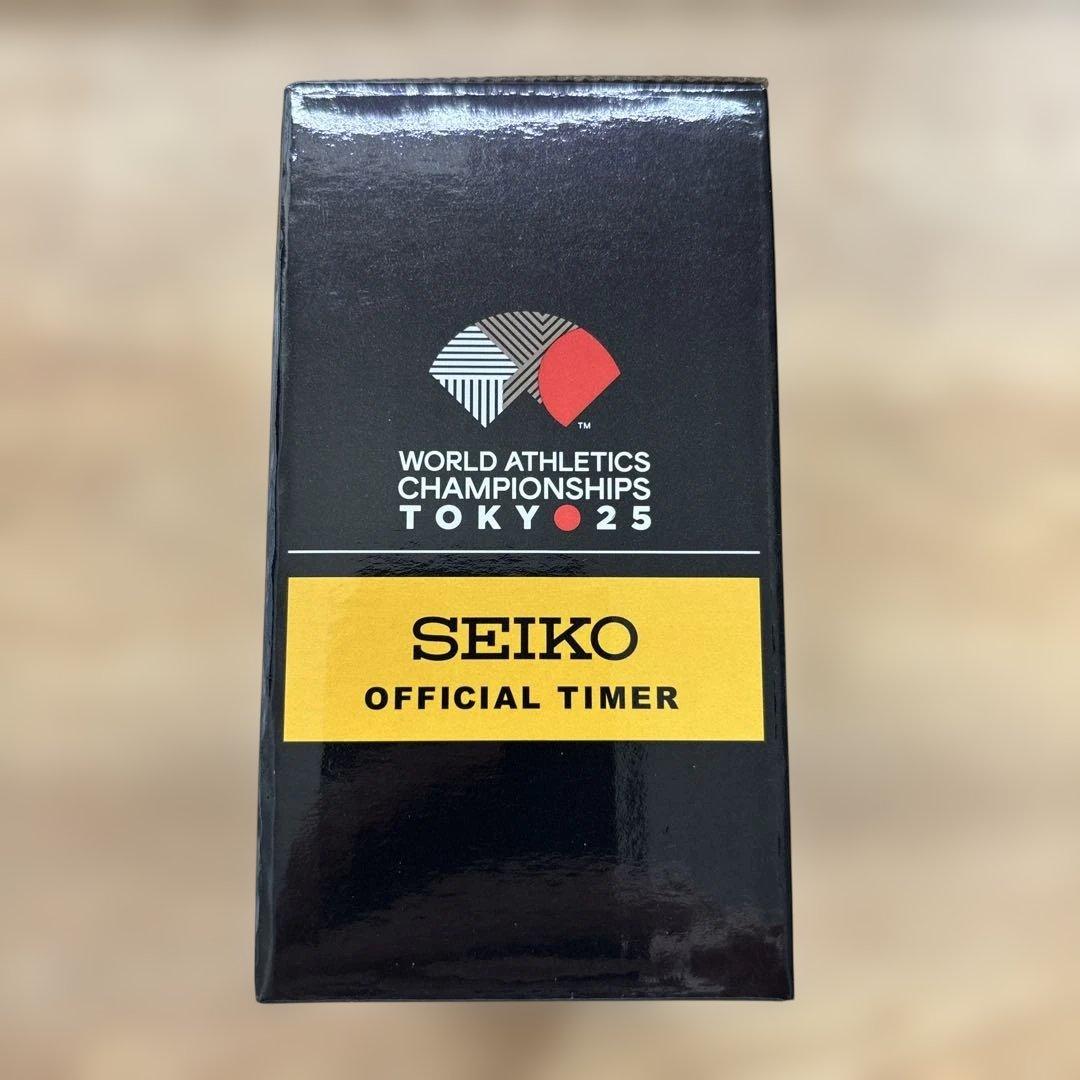 TM
WORLD ATHLETICS
CHAMPIONSHIPS
TOKYO25
SEIKO
OFFICIAL TIMER